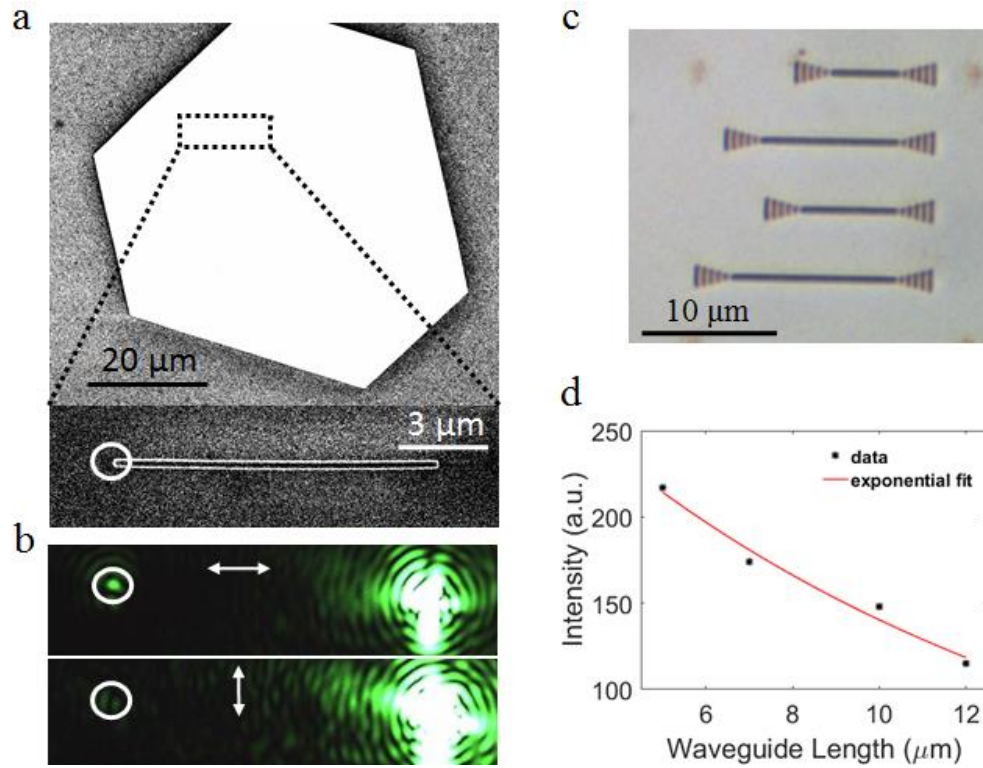 a
20 μm
3 μm
b
c
10 μm
d
250
200
150
100
Intensity (a.u.)
data
exponential fit
6
8
10
12
Waveguide Length (μm)